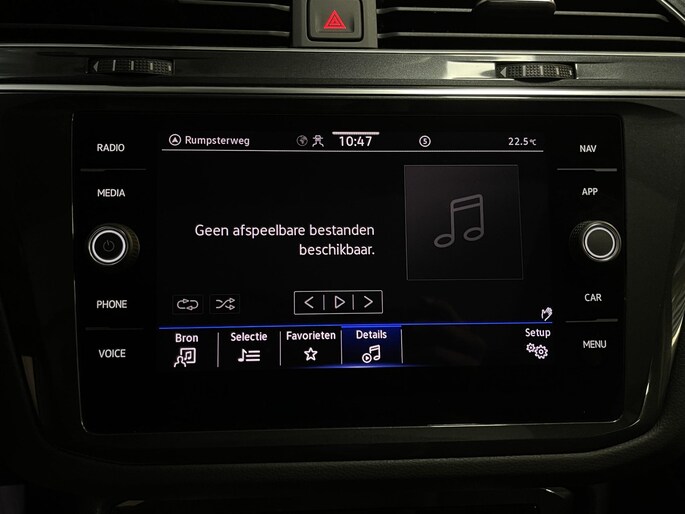 RADIO
MEDIA
PHONE
VOICE
Rumpsterweg
10:47
5
22.5°C
Geen afspeelbare bestanden
beschikbaar.
Bron
Selectie
Favorieten
Details
Setup
NAV
APP
CAR
MENU